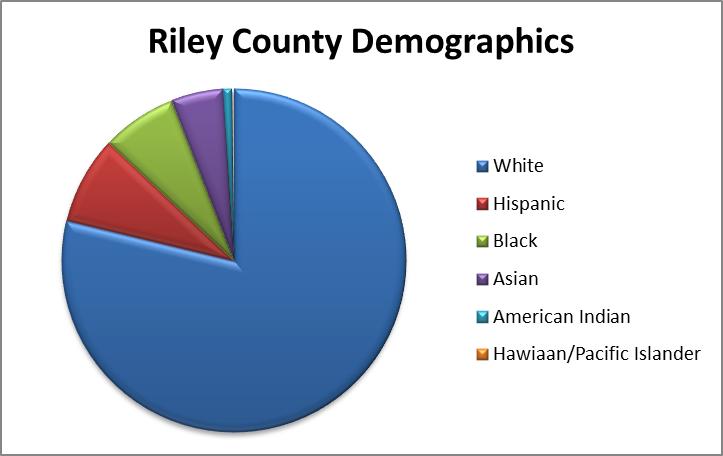 Riley County Demographics
White
Hispanic
Black
Asian
American Indian
Hawiaan/Pacific Islander